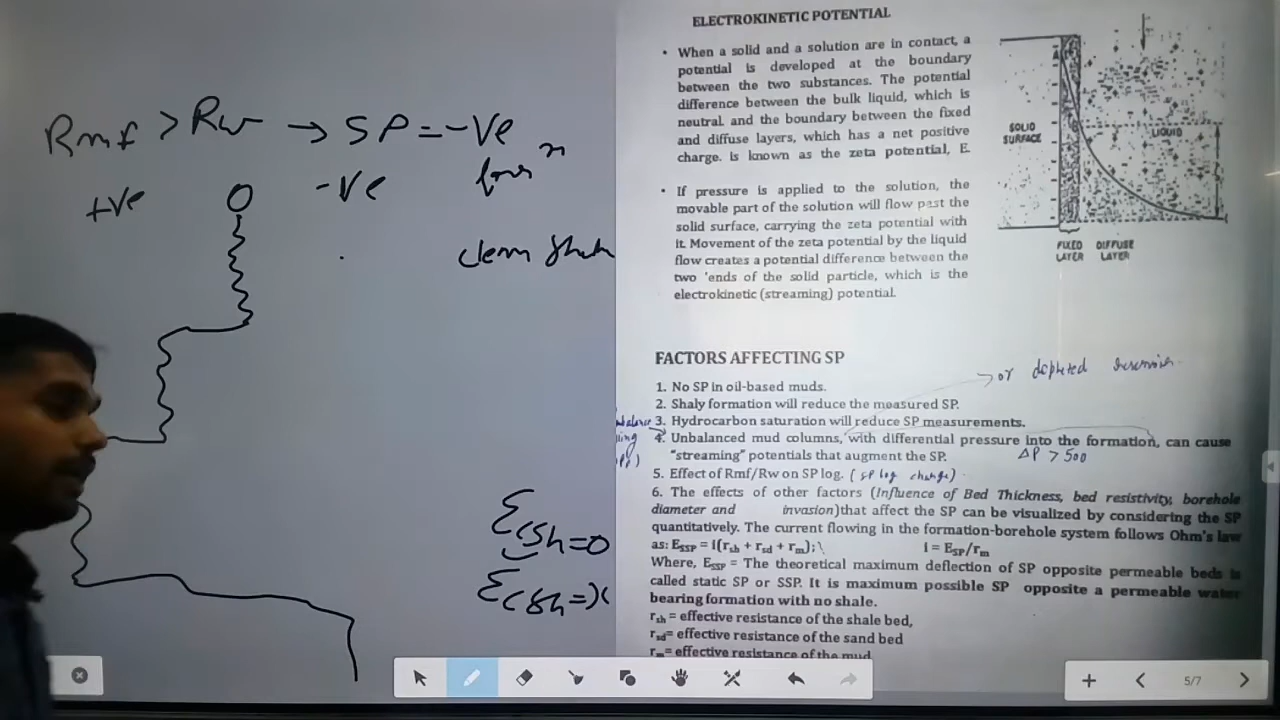 Rmf > Rw → SP = -Ve
+Ve 0 -Ve
clean
Ecsh=0
ELECTROKINETIC POTENTIAL
• When a solid and a solution are in contact, a
potential is developed at the boundary
between the two substances. The potential
difference between the bulk liquid, which is
neutral and the boundary between the fixed
and diffuse layers, which has a net positive
charge. is known as the zeta potential, E.
• If pressure is applied to the solution, the
movable part of the solution will flow past the
solid surface, carrying the zeta potential with
it. Movement of the zeta potential by the liquid
flow creates a potential difference between the
two 'ends of the solid particle, which is the
electrokinetic (streaming) potential.
SOLID
SURFACE
LIQUID
FIXED
LAYER
DIFFUSE
LAYER
FACTORS AFFECTING SP
→ or depleted
1. No SP in oil-based muds.
2. Shaly formation will reduce the measured SP.
3. Hydrocarbon saturation will reduce SP measurements.
4. Unbalanced mud columns, with differential pressure into the formation, can cause
"streaming" potentials that augment the SP.
ΔP > 500
5. Effect of Rmf/Rw on SP log. (SP log change)
6. The effects of other factors (Influence of Bed Thickness, bed resistivity, borehole
diameter and invasion)that affect the SP can be visualized by considering the SP
quantitatively. The current flowing in the formation-borehole system follows Ohm's law
as: ESSP = i(rsh + rsd + rm); i = ESP/rm
Where, ESSP = The theoretical maximum deflection of SP opposite permeable beds is
called static SP or SSP. It is maximum possible SP opposite a permeable water
bearing formation with no shale.
rsh = effective resistance of the shale bed,
rsd= effective resistance of the sand bed
rm= effective resistance of the mud
5/7